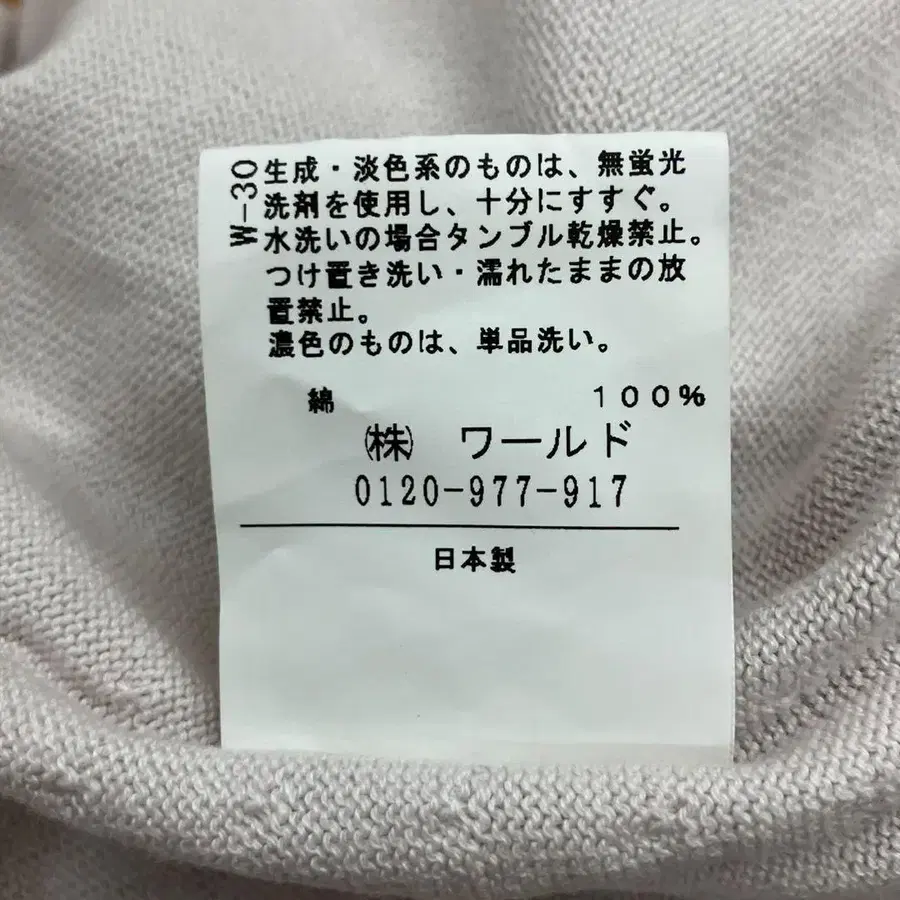 W-30
生成・淡色系のものは、無蛍光
洗剤を使用し、十分にすすぐ。
水洗いの場合タンブル乾燥禁止。
つけ置き洗い・濡れたままの放
置禁止。
濃色のものは、単品洗い。
綿 100%
㈱ ワールド
0120-977-917
日本製